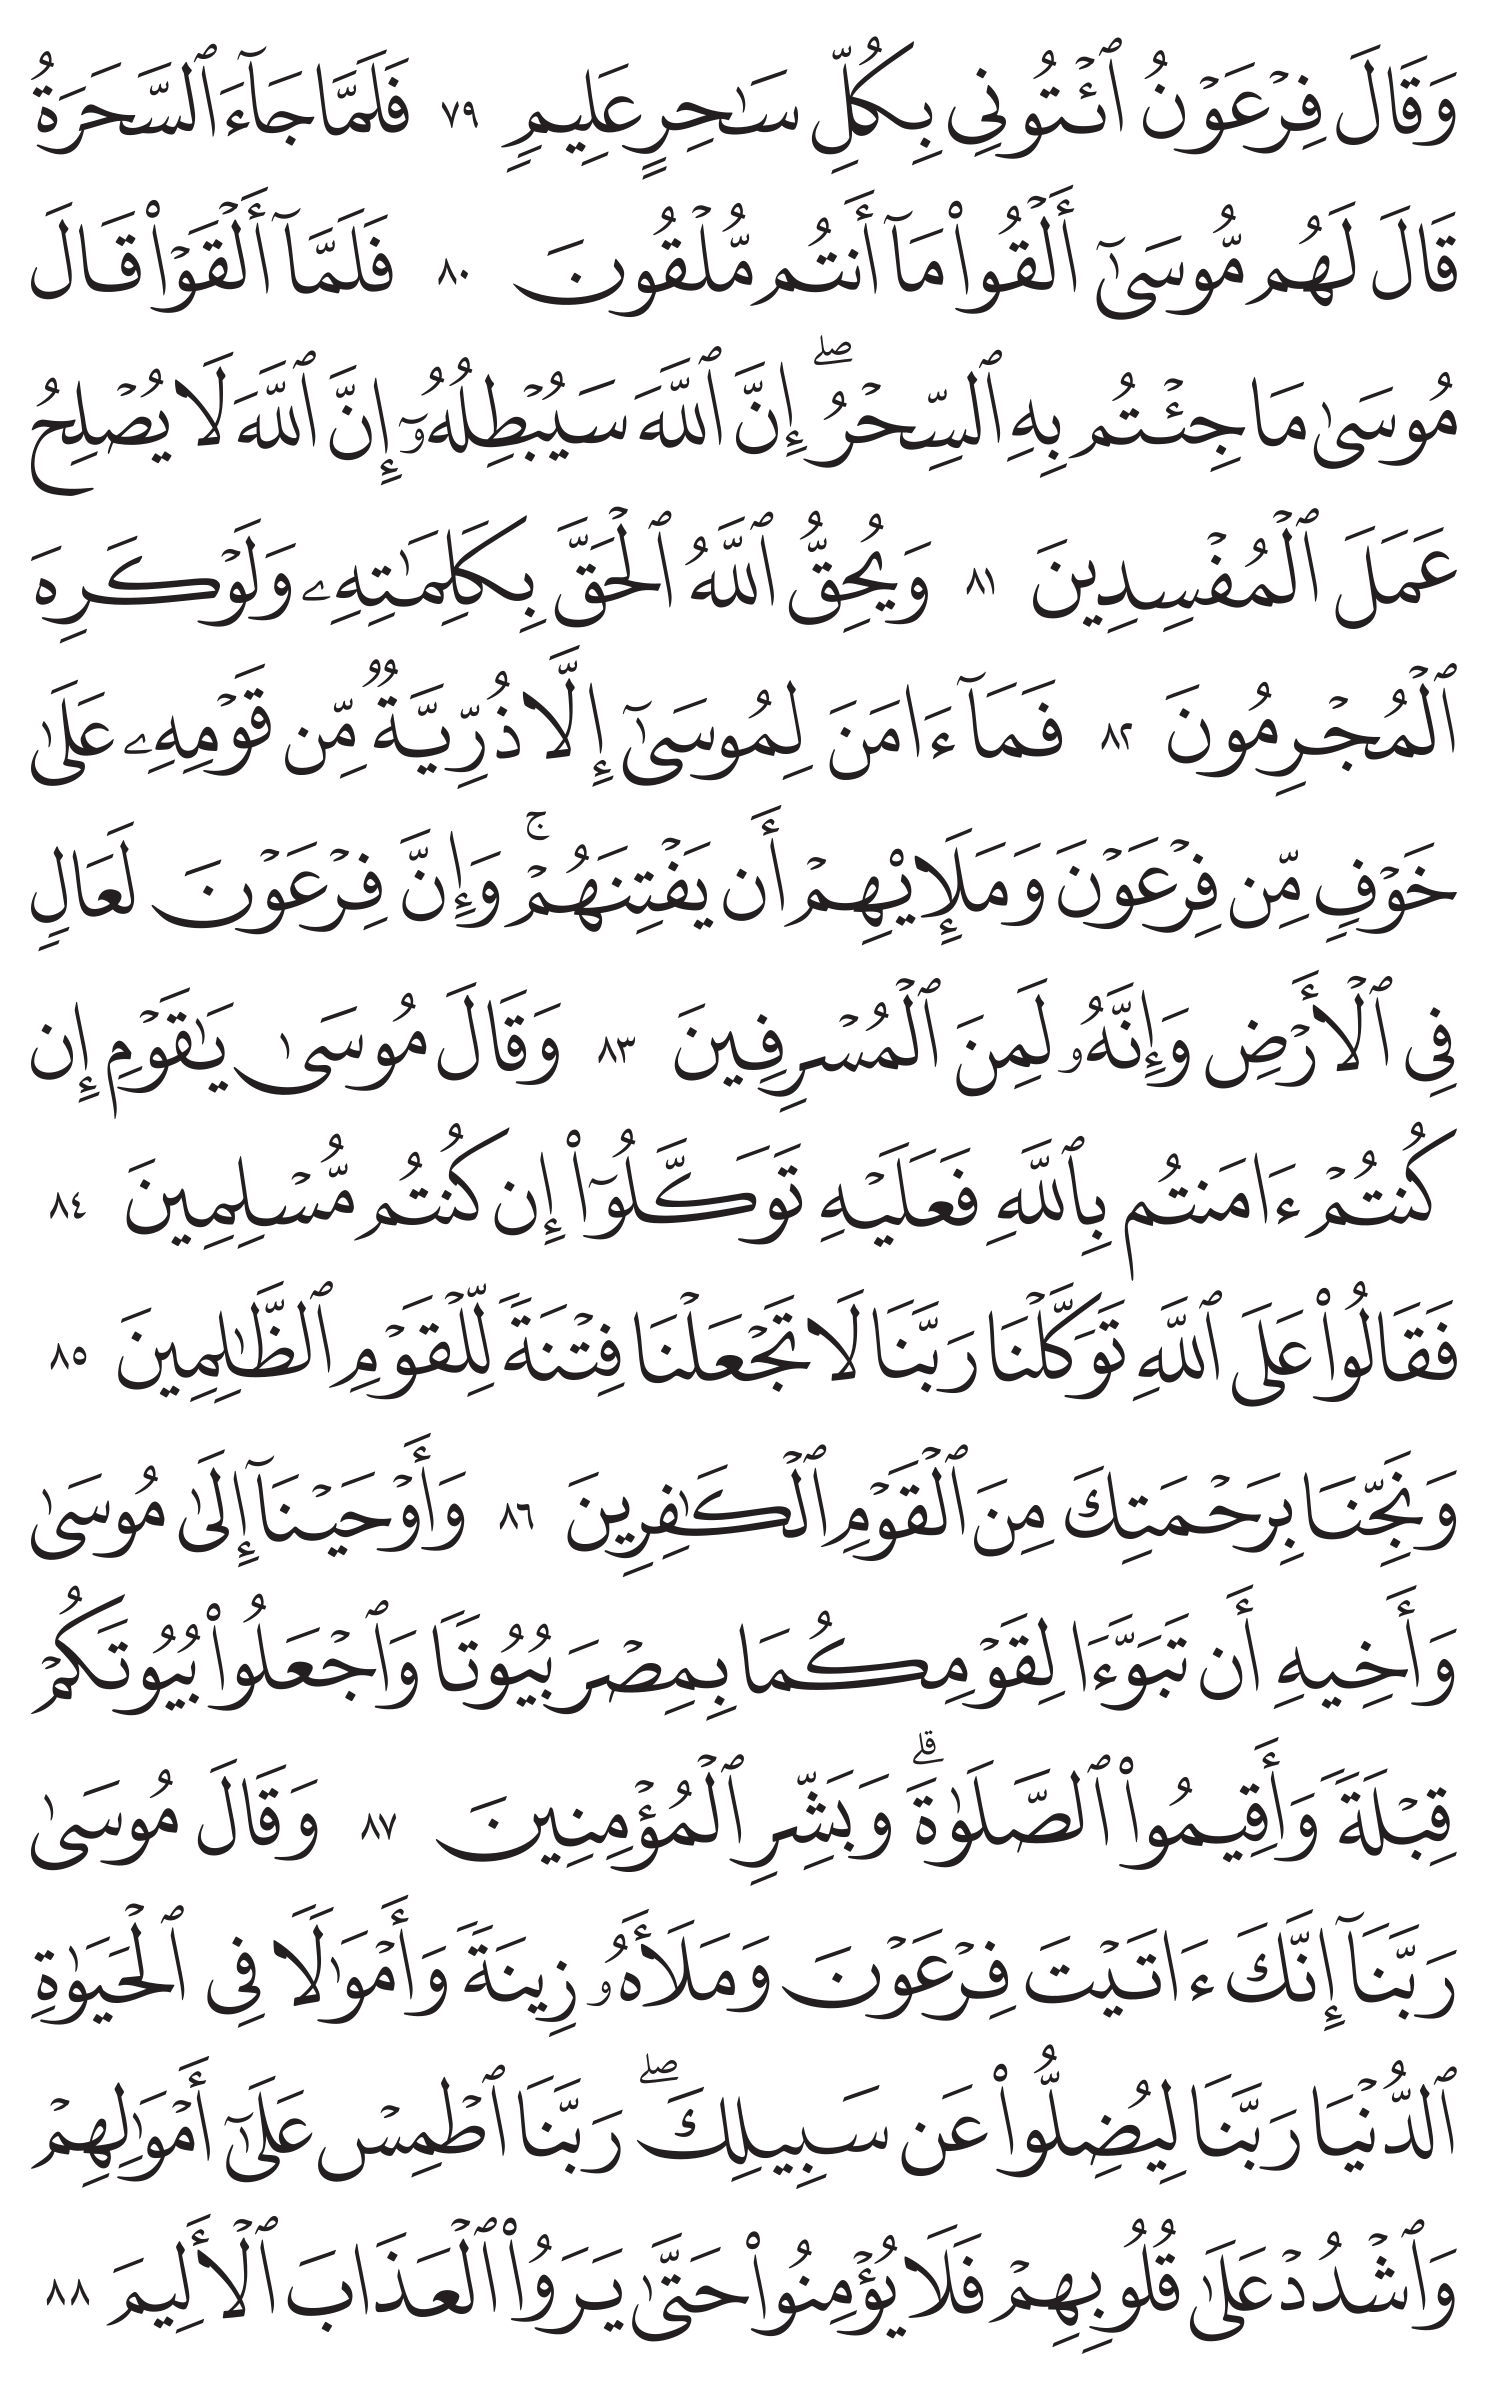 وَقَالَ فِرۡعَوۡنُ ٱئۡتُونِي بِكُلِّ سَٰحِرٍ عَلِيمٖ ٧٩ فَلَمَّا جَآءَ ٱلسَّحَرَةُ
قَالَ لَهُم مُّوسَىٰٓ أَلۡقُواْ مَآ أَنتُم مُّلۡقُونَ ٨٠ فَلَمَّآ أَلۡقَوۡاْ قَالَ
مُوسَىٰ مَا جِئۡتُم بِهِ ٱلسِّحۡرُۖ إِنَّ ٱللَّهَ سَيُبۡطِلُهُۥٓ إِنَّ ٱللَّهَ لَا يُصۡلِحُ
عَمَلَ ٱلۡمُفۡسِدِينَ ٨١ وَيُحِقُّ ٱللَّهُ ٱلۡحَقَّ بِكَلِمَٰتِهِۦ وَلَوۡ كَرِهَ
ٱلۡمُجۡرِمُونَ ٨٢ فَمَآ ءَامَنَ لِمُوسَىٰٓ إِلَّا ذُرِّيَّةٞ مِّن قَوۡمِهِۦ عَلَىٰ
خَوۡفٖ مِّن فِرۡعَوۡنَ وَمَلَإِيْهِمۡ أَن يَفۡتِنَهُمۡۚ وَإِنَّ فِرۡعَوۡنَ لَعَالٖ
فِي ٱلۡأَرۡضِ وَإِنَّهُۥ لَمِنَ ٱلۡمُسۡرِفِينَ ٨٣ وَقَالَ مُوسَىٰ يَٰقَوۡمِ إِن
كُنتُمۡ ءَامَنتُم بِٱللَّهِ فَعَلَيۡهِ تَوَكَّلُوٓاْ إِن كُنتُم مُّسۡلِمِينَ ٨٤
فَقَالُواْ عَلَى ٱللَّهِ تَوَكَّلۡنَا رَبَّنَا لَا تَجۡعَلۡنَا فِتۡنَةٗ لِّلۡقَوۡمِ ٱلظَّٰلِمِينَ ٨٥
وَنَجِّنَا بِرَحۡمَتِكَ مِنَ ٱلۡقَوۡمِ ٱلۡكَٰفِرِينَ ٨٦ وَأَوۡحَيۡنَآ إِلَىٰ مُوسَىٰ
وَأَخِيهِ أَن تَبَوَّءَا لِقَوۡمِكُمَا بِمِصۡرَ بُيُوتٗا وَٱجۡعَلُواْ بُيُوتَكُمۡ
قِبۡلَةٗ وَأَقِيمُواْ ٱلصَّلَوٰةَۗ وَبَشِّرِ ٱلۡمُؤۡمِنِينَ ٨٧ وَقَالَ مُوسَىٰ
رَبَّنَآ إِنَّكَ ءَاتَيۡتَ فِرۡعَوۡنَ وَمَلَأَهُۥ زِينَةٗ وَأَمۡوَٰلٗا فِي ٱلۡحَيَوٰةِ
ٱلدُّنۡيَا رَبَّنَا لِيُضِلُّواْ عَن سَبِيلِكَۖ رَبَّنَا ٱطۡمِسۡ عَلَىٰٓ أَمۡوَٰلِهِمۡ
وَٱشۡدُدۡ عَلَىٰ قُلُوبِهِمۡ فَلَا يُؤۡمِنُواْ حَتَّىٰ يَرَوُاْ ٱلۡعَذَابَ ٱلۡأَلِيمَ ٨٨